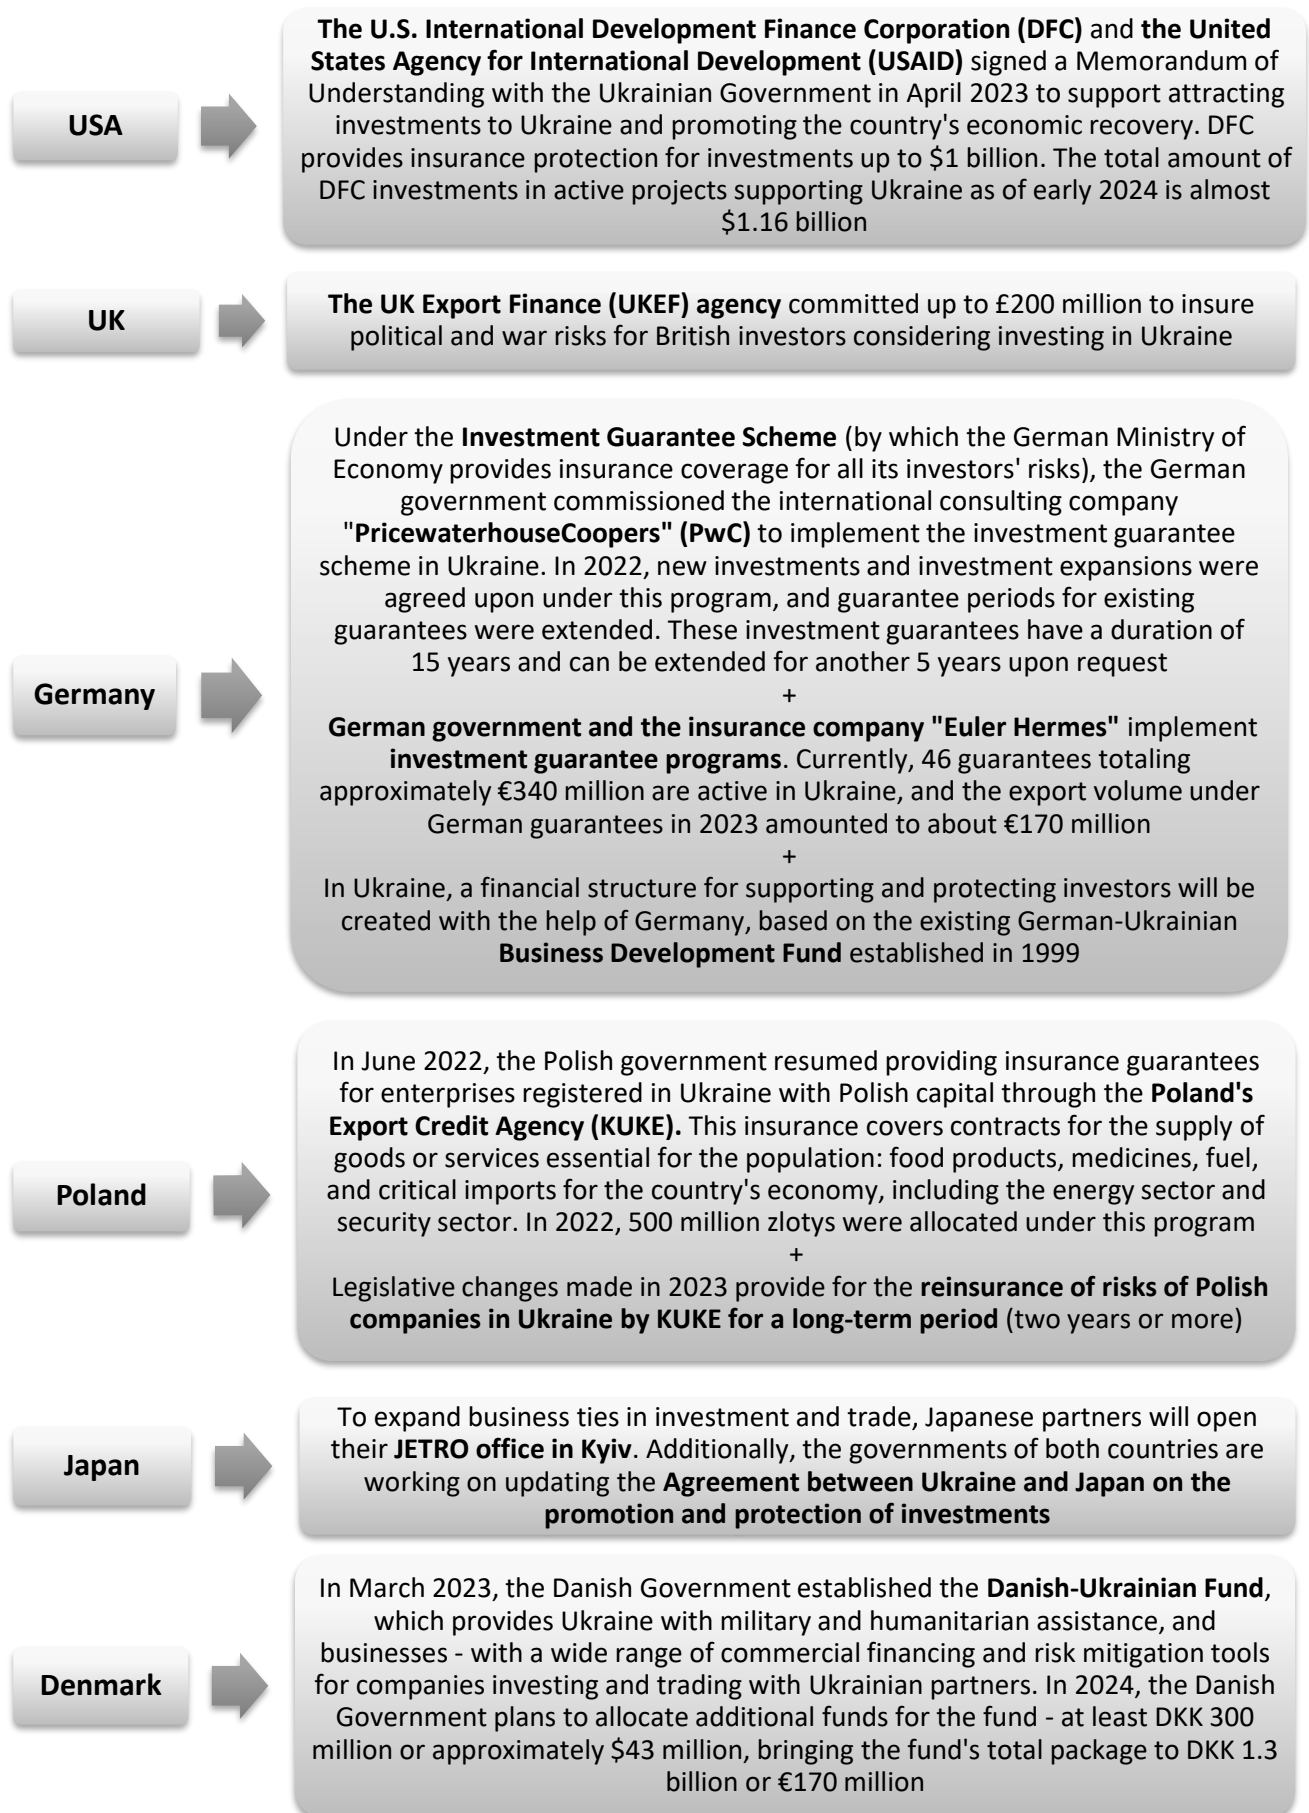 The U.S. International Development Finance Corporation (DFC) and the United
States Agency for International Development (USAID) signed a Memorandum of
Understanding with the Ukrainian Government in April 2023 to support attracting
investments to Ukraine and promoting the country's economic recovery. DFC
provides insurance protection for investments up to $1 billion. The total amount of
DFC investments in active projects supporting Ukraine as of early 2024 is almost
$1.16 billion
USA
The UK Export Finance (UKEF) agency committed up to £200 million to insure
political and war risks for British investors considering investing in Ukraine
UK
Under the Investment Guarantee Scheme (by which the German Ministry of
Economy provides insurance coverage for all its investors' risks), the German
government commissioned the international consulting company
"PricewaterhouseCoopers" (PwC) to implement the investment guarantee
scheme in Ukraine. In 2022, new investments and investment expansions were
agreed upon under this program, and guarantee periods for existing
guarantees were extended. These investment guarantees have a duration of
15 years and can be extended for another 5 years upon request
+
German government and the insurance company "Euler Hermes" implement
investment guarantee programs. Currently, 46 guarantees totaling
approximately €340 million are active in Ukraine, and the export volume under
German guarantees in 2023 amounted to about €170 million
+
In Ukraine, a financial structure for supporting and protecting investors will be
created with the help of Germany, based on the existing German-Ukrainian
Business Development Fund established in 1999
Germany
In June 2022, the Polish government resumed providing insurance guarantees
for enterprises registered in Ukraine with Polish capital through the Poland's
Export Credit Agency (KUKE). This insurance covers contracts for the supply of
goods or services essential for the population: food products, medicines, fuel,
and critical imports for the country's economy, including the energy sector and
security sector. In 2022, 500 million zlotys were allocated under this program
+
Legislative changes made in 2023 provide for the reinsurance of risks of Polish
companies in Ukraine by KUKE for a long-term period (two years or more)
Poland
To expand business ties in investment and trade, Japanese partners will open
their JETRO office in Kyiv. Additionally, the governments of both countries are
working on updating the Agreement between Ukraine and Japan on the
promotion and protection of investments
Japan
In March 2023, the Danish Government established the Danish-Ukrainian Fund,
which provides Ukraine with military and humanitarian assistance, and
businesses - with a wide range of commercial financing and risk mitigation tools
for companies investing and trading with Ukrainian partners. In 2024, the Danish
Government plans to allocate additional funds for the fund - at least DKK 300
million or approximately $43 million, bringing the fund's total package to DKK 1.3
billion or €170 million
Denmark